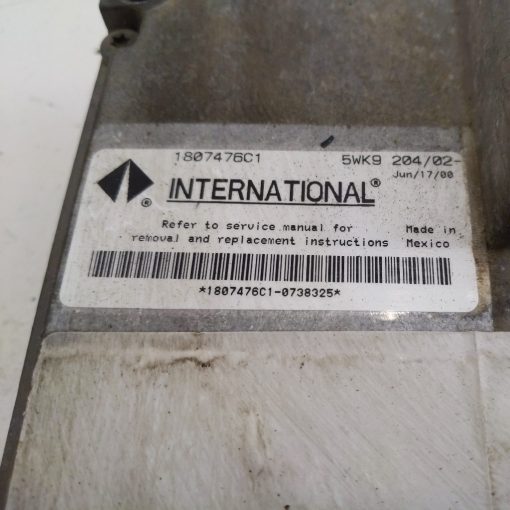 1807476C1 5WK9 204/02-
Jun/17/00
INTERNATIONAL®
®
Refer to service manual for Made in
removal and replacement instructions Mexico
*1807476C1-0738325*